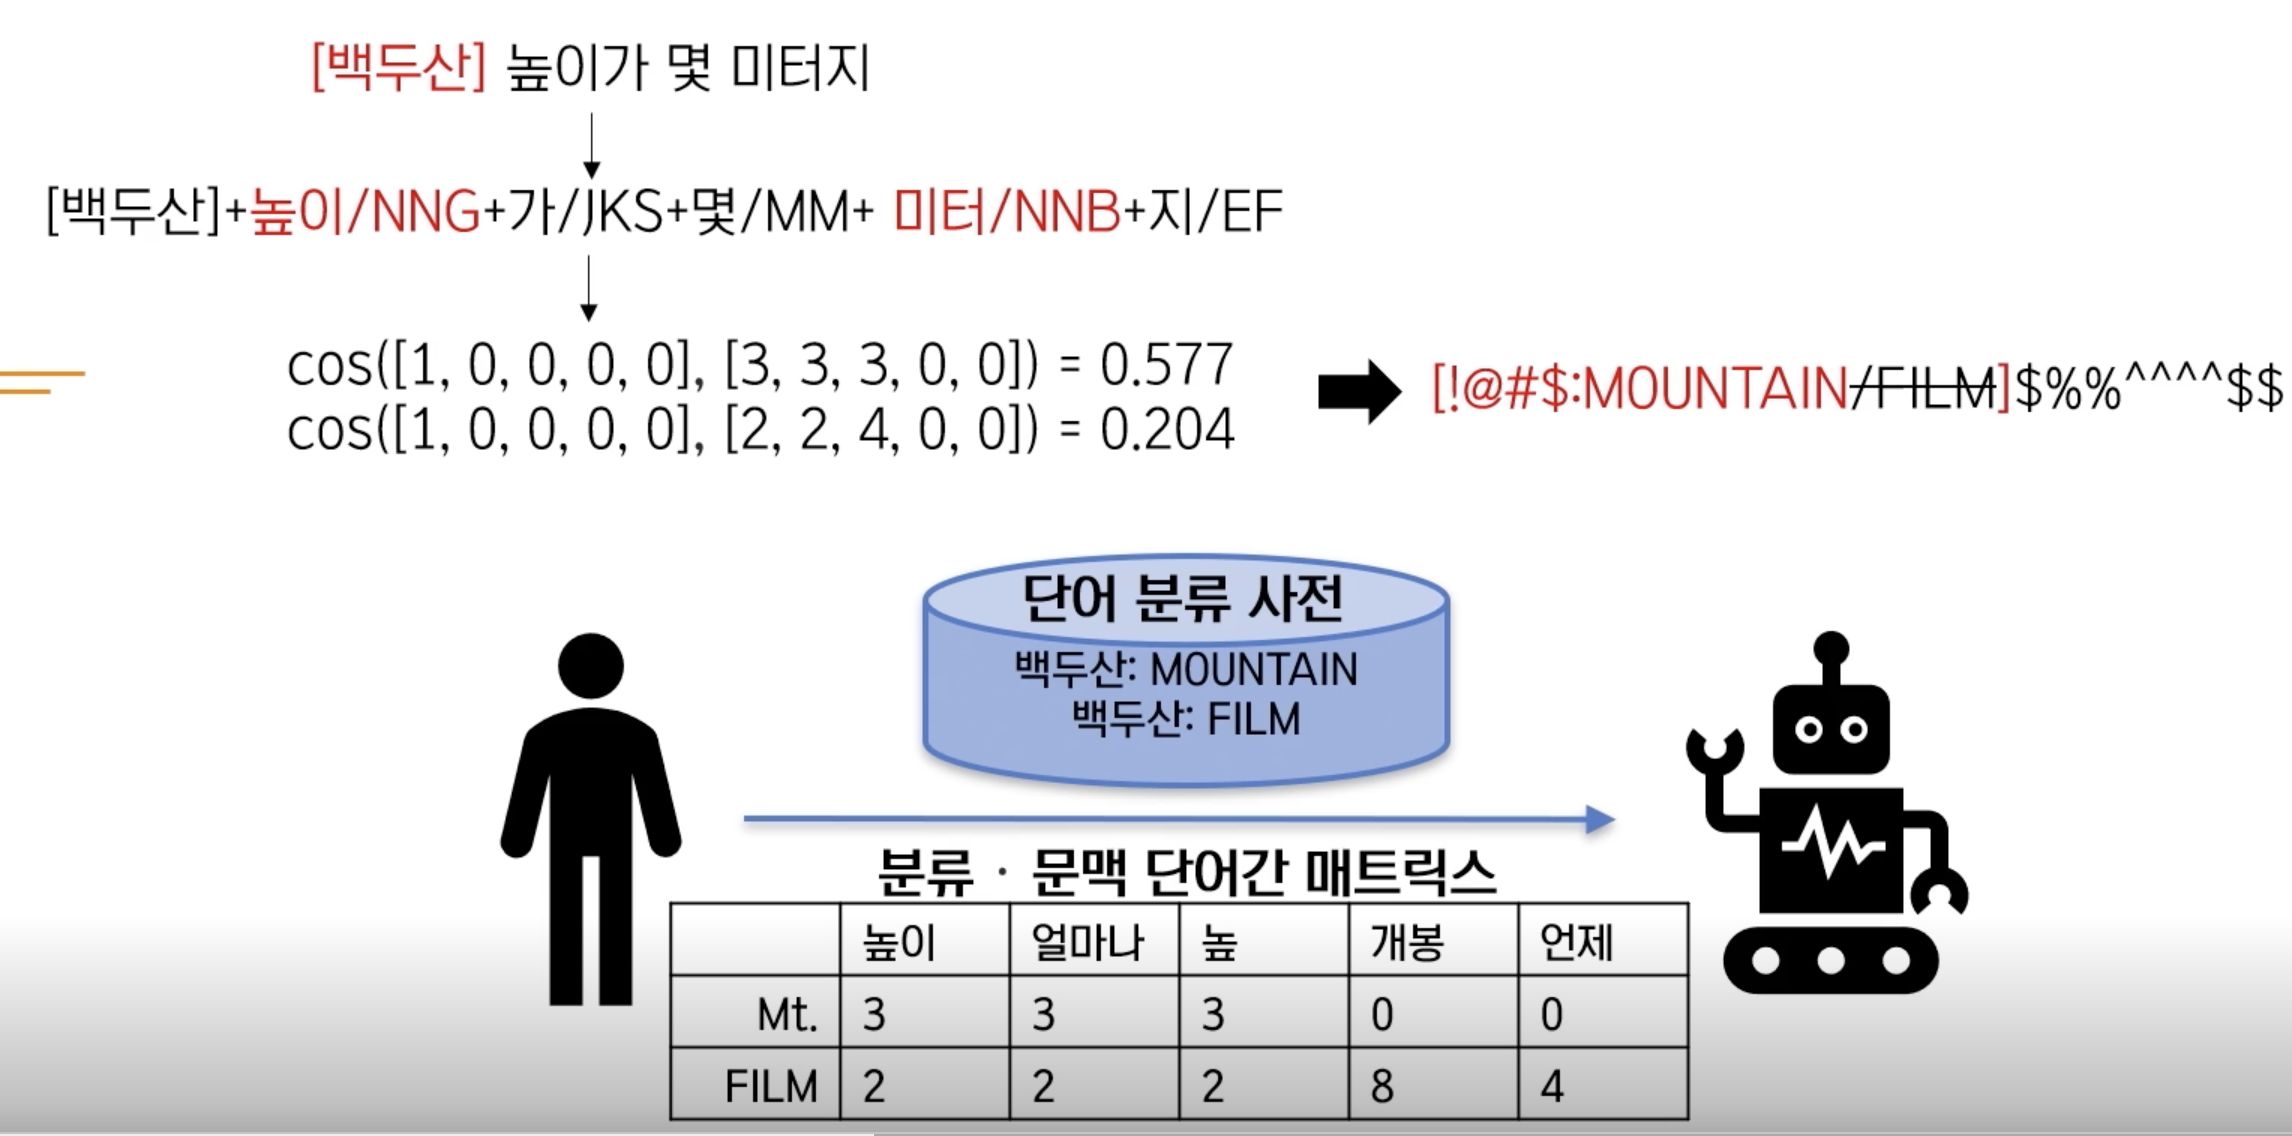 [백두산] 높이가 몇 미터지
[백두산]+높이/NNG+가/JKS+몇/MM+ 미터/NNB+지/EF
cos([1, 0, 0, 0, 0], [3, 3, 3, 0, 0]) = 0.577
cos([1, 0, 0, 0, 0], [2, 2, 4, 0, 0]) = 0.204
[!@#$:MOUNTAIN/FILM]$%%^^^^$$
단어 분류 사전
백두산: MOUNTAIN
백두산: FILM
분류 · 문맥 단어간 매트릭스
높이 얼마나 높 개봉 언제
Mt. 3 3 3 0 0
FILM 2 2 2 8 4